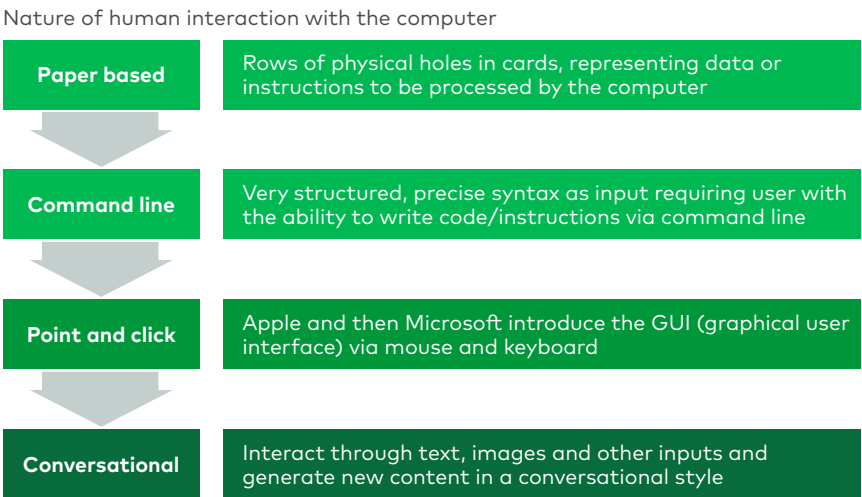 Nature of human interaction with the computer
Paper based
Rows of physical holes in cards, representing data or
instructions to be processed by the computer
Command line
Very structured, precise syntax as input requiring user with
the ability to write code/instructions via command line
Point and click
Apple and then Microsoft introduce the GUI (graphical user
interface) via mouse and keyboard
Conversational
Interact through text, images and other inputs and
generate new content in a conversational style